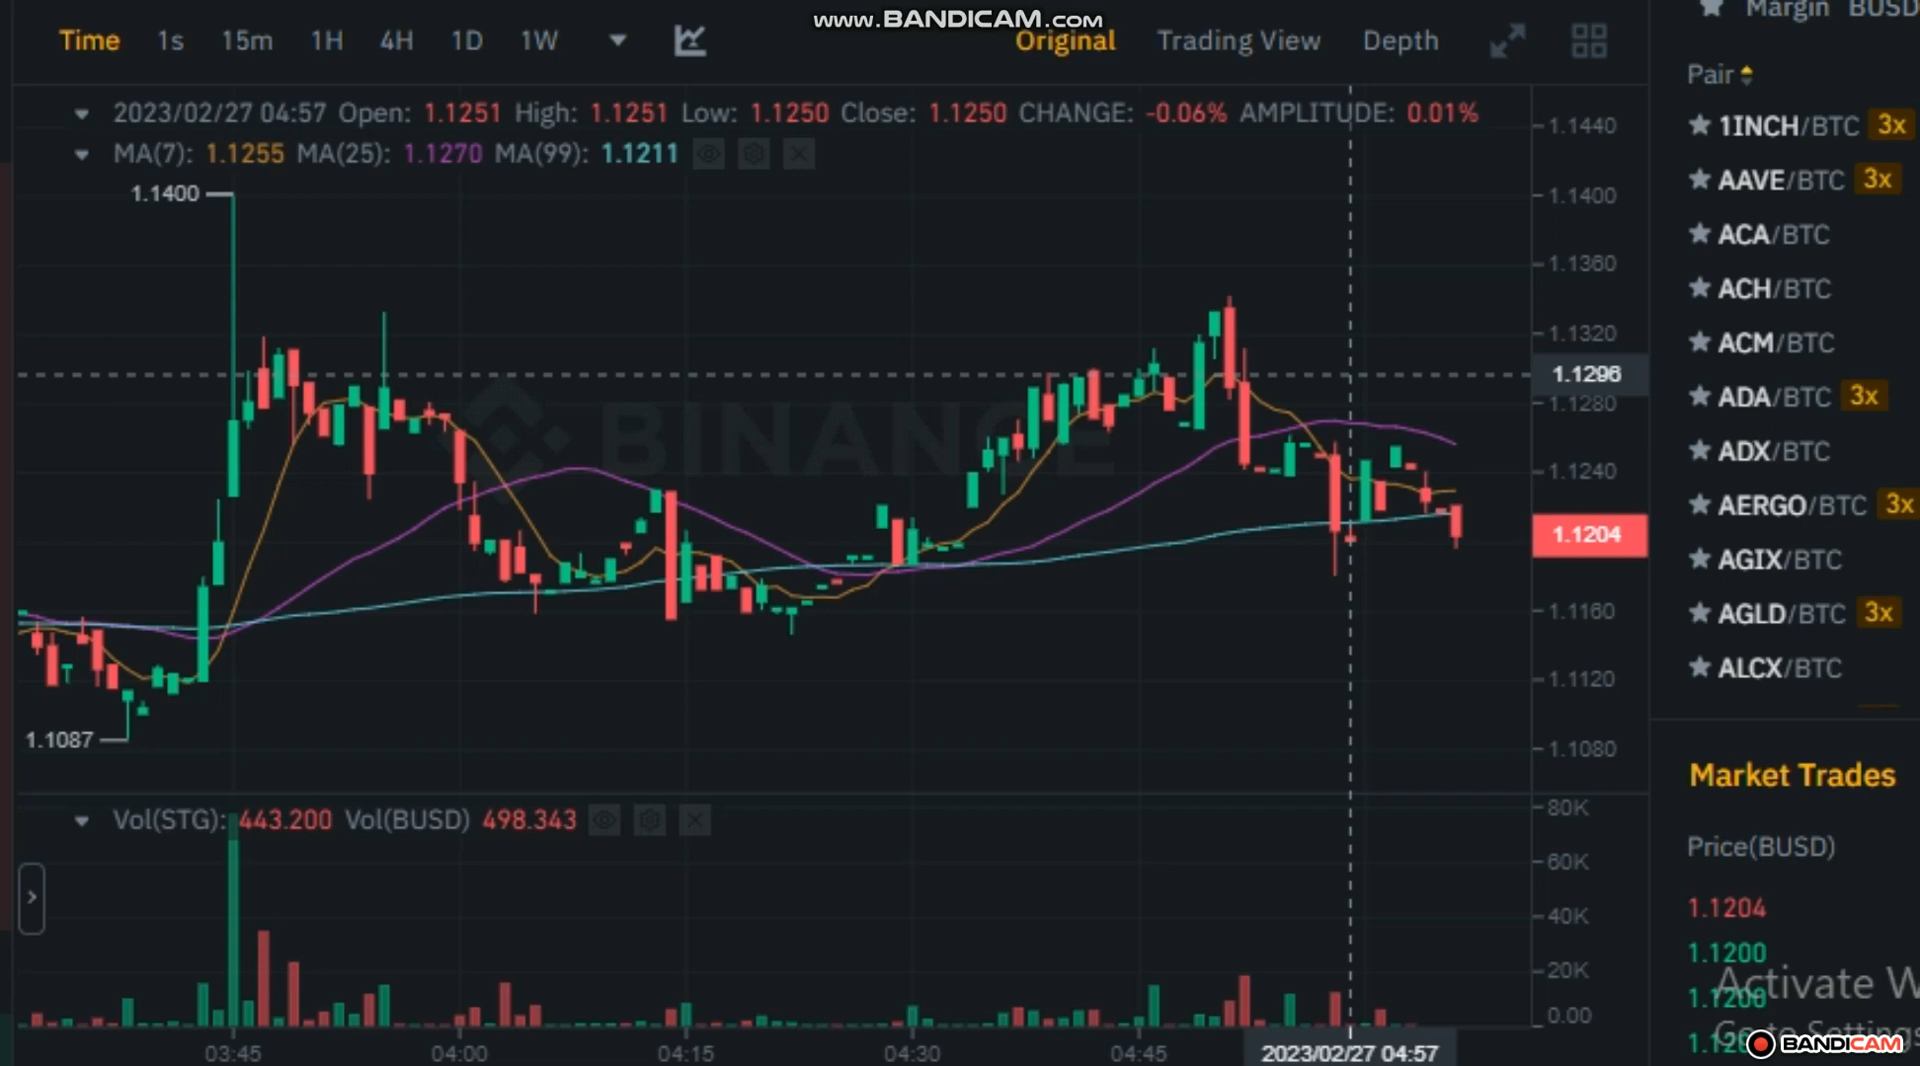 www.BANDICAM.com
Margin BUSD
Time 1s 15m 1H 4H 1D 1W Original Trading View Depth
Pair
2023/02/27 04:57 Open: 1.1251 High: 1.1251 Low: 1.1250 Close: 1.1250 CHANGE: -0.06% AMPLITUDE: 0.01%
MA(7): 1.1255 MA(25): 1.1270 MA(99): 1.1211
1.1400
1.1087
BINANCE
1.1440
1.1400
1.1360
1.1320
1.1296
1.1280
1.1240
1.1204
1.1160
1.1120
1.1080
1INCH/BTC 3x
AAVE/BTC 3x
ACA/BTC
ACH/BTC
ACM/BTC
ADA/BTC 3x
ADX/BTC
AERGO/BTC 3x
AGIX/BTC
AGLD/BTC 3x
ALCX/BTC
Vol(STG): 443.200 Vol(BUSD) 498.343
80K
60K
40K
20K
0.00
03:45 04:00 04:15 04:30 04:45 2023/02/27 04:57
Market Trades
Price(BUSD)
1.1204
1.1200
1.1200
Activate W
Go to Settings
BANDICAM